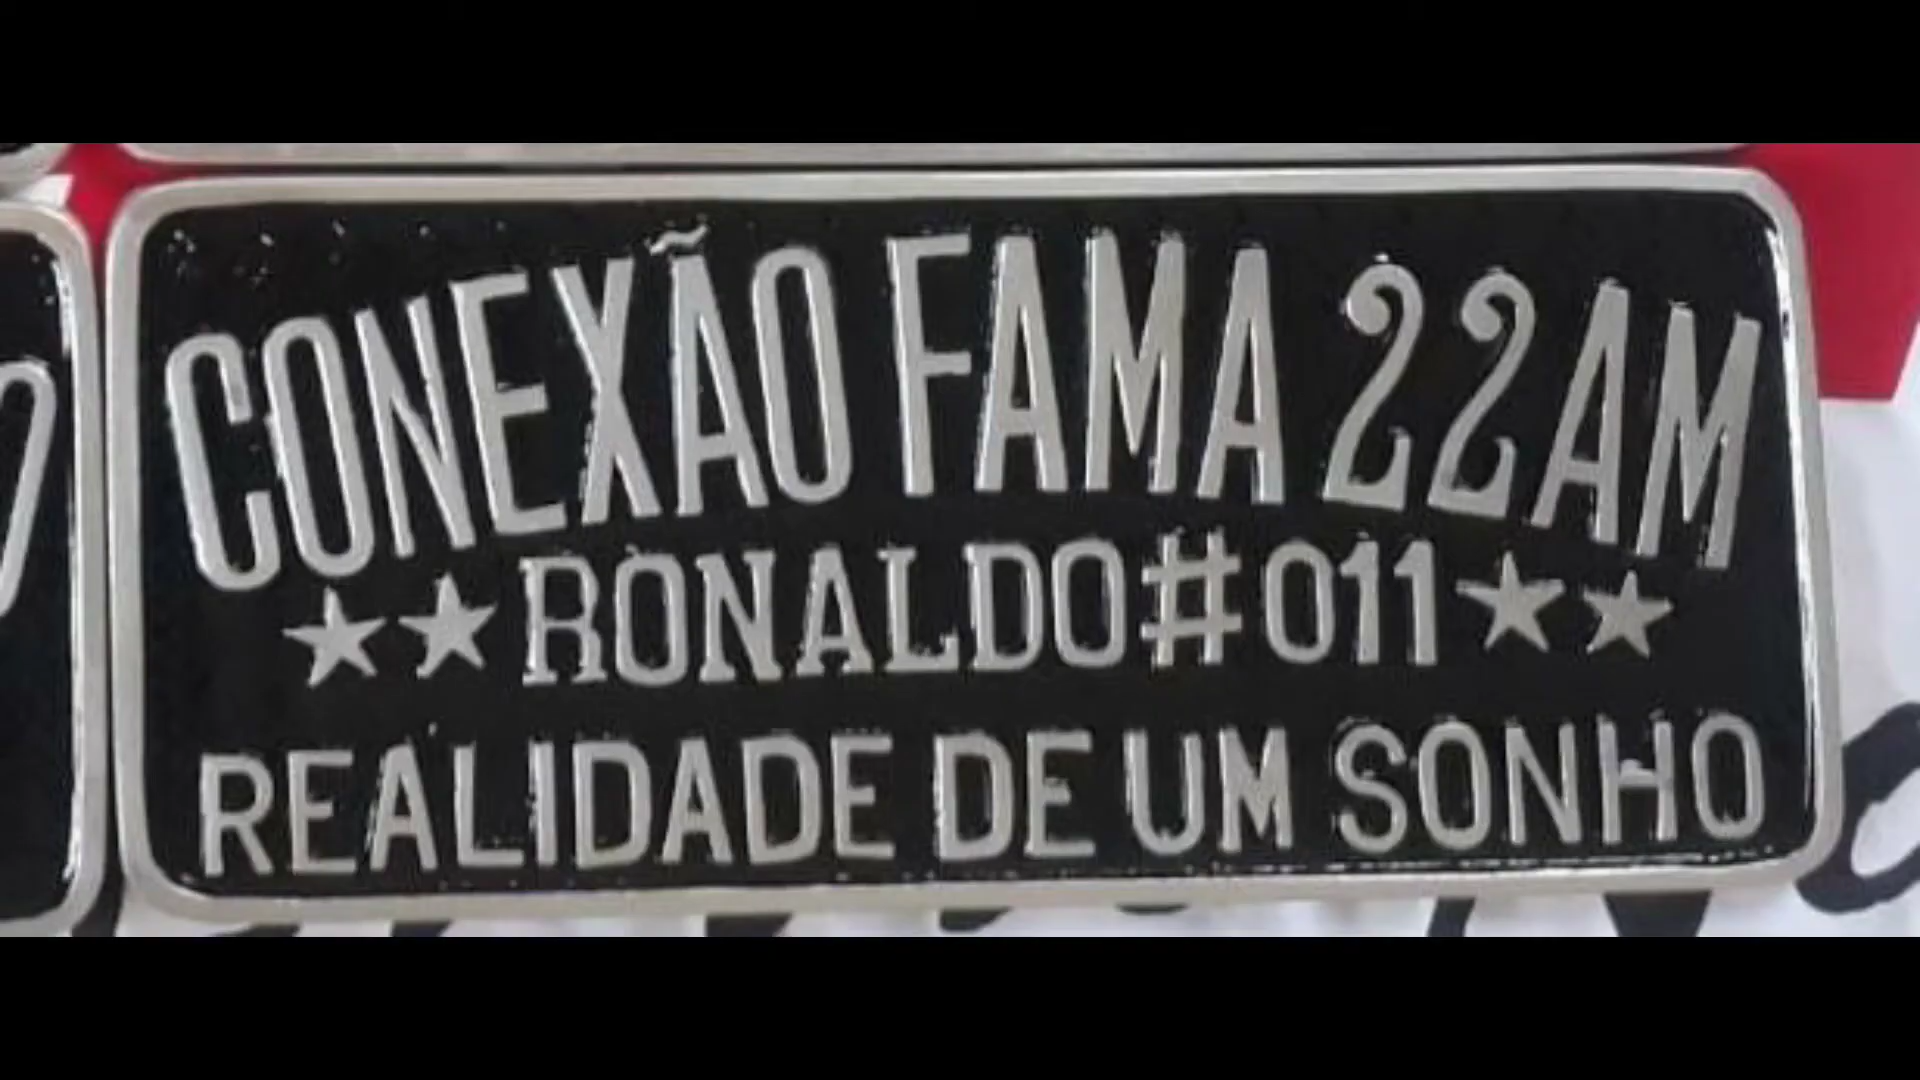 CONEXÃO FAMA 22AM
★★RONALDO#011★★
REALIDADE DE UM SONHO